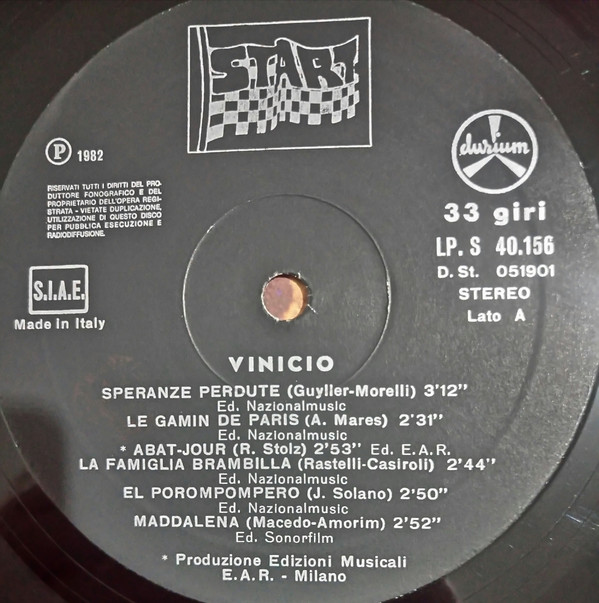 START
P 1982
RISERVATI TUTTI I DIRITTI DEL PRO-
DUTTORE FONOGRAFICO E DEL
PROPRIETARIO DELL'OPERA REGI-
STRATA - VIETATE DUPLICAZIONE,
UTILIZZAZIONE DI QUESTO DISCO
PER PUBBLICA ESECUZIONE E
RADIODIFFUSIONE.
S.I.A.E.
Made in Italy
durium
33 giri
LP. S 40.156
D. St. 051901
STEREO
Lato A
VINICIO
SPERANZE PERDUTE (Guylier-Morelli) 3'12"
Ed. Nazionalmusic
LE GAMIN DE PARIS (A. Mares) 2'31"
Ed. Nazionalmusic
* ABAT-JOUR (R. Stolz) 2'53" Ed. E.A.R.
LA FAMIGLIA BRAMBILLA (Rastelli-Casiroli) 2'44"
Ed. Nazionalmusic
EL POROMPOMPERO (J. Solano) 2'50"
Ed. Nazionalmusic
MADDALENA (Macedo-Amorim) 2'52"
Ed. Sonorfilm
* Produzione Edizioni Musicali
E.A.R. - Milano